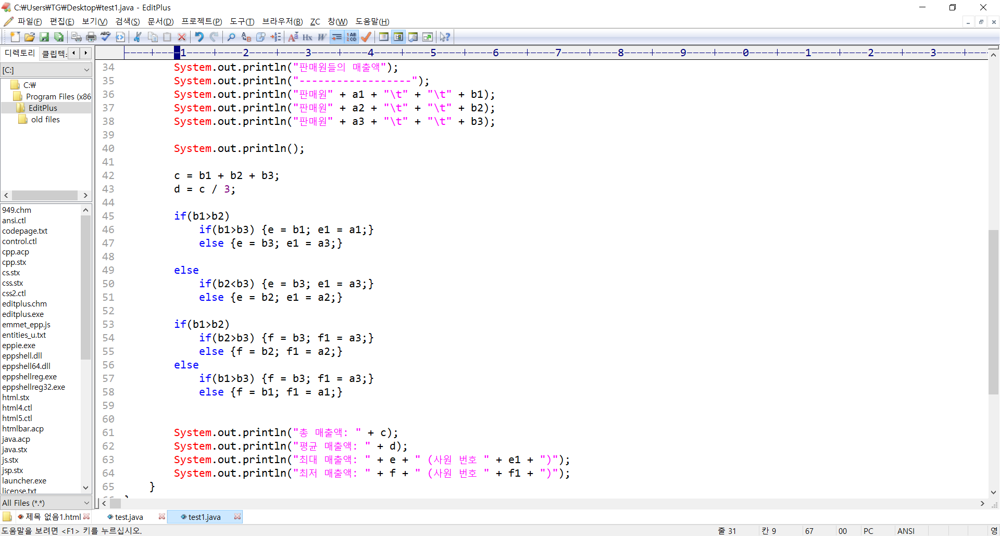 C:₩Users₩TG₩Desktop₩test1.java - EditPlus
파일(F) 편집(E) 보기(V) 검색(S) 문서(D) 프로젝트(P) 도구(T) 브라우저(B) ZC 창(W) 도움말(H)
디렉토리 클립텍
[C:]
C:₩
Program Files (x86
EditPlus
old files
949.chm
ansi.ctl
codepage.txt
control.ctl
cpp.acp
cpp.stx
cs.stx
css.stx
css2.ctl
editplus.chm
editplus.exe
emmet_epp.js
entities_u.txt
eppie.exe
eppshell.dll
eppshell64.dll
eppshellreg.exe
eppshellreg32.exe
html.stx
html4.ctl
html5.ctl
htmlbar.acp
java.acp
java.stx
js.stx
jsp.stx
launcher.exe
license.txt
All Files (*.*)
----+----1----+----2----+----3----+----4----+----5----+----6----+----7----+----8----+----9----+----0----+----1----+----2----+----3----+---
34 System.out.println("판매원들의 매출액");
35 System.out.println("------------------");
36 System.out.println("판매원" + a1 + "\t" + "\t" + b1);
37 System.out.println("판매원" + a2 + "\t" + "\t" + b2);
38 System.out.println("판매원" + a3 + "\t" + "\t" + b3);
39
40 System.out.println();
41
42 c = b1 + b2 + b3;
43 d = c / 3;
44
45 if(b1>b2)
46 if(b1>b3) {e = b1; e1 = a1;}
47 else {e = b3; e1 = a3;}
48
49 else
50 if(b2<b3) {e = b3; e1 = a3;}
51 else {e = b2; e1 = a2;}
52
53 if(b1>b2)
54 if(b2>b3) {f = b3; f1 = a3;}
55 else {f = b2; f1 = a2;}
56 else
57 if(b1>b3) {f = b3; f1 = a3;}
58 else {f = b1; f1 = a1;}
59
60
61 System.out.println("총 매출액: " + c);
62 System.out.println("평균 매출액: " + d);
63 System.out.println("최대 매출액: " + e + " (사원 번호 " + e1 + ")");
64 System.out.println("최저 매출액: " + f + " (사원 번호 " + f1 + ")");
65 }
제목 없음1.html test.java test1.java
도움말을 보려면 <F1> 키를 누르십시오. 줄 31 칸 9 67 00 PC ANSI 영